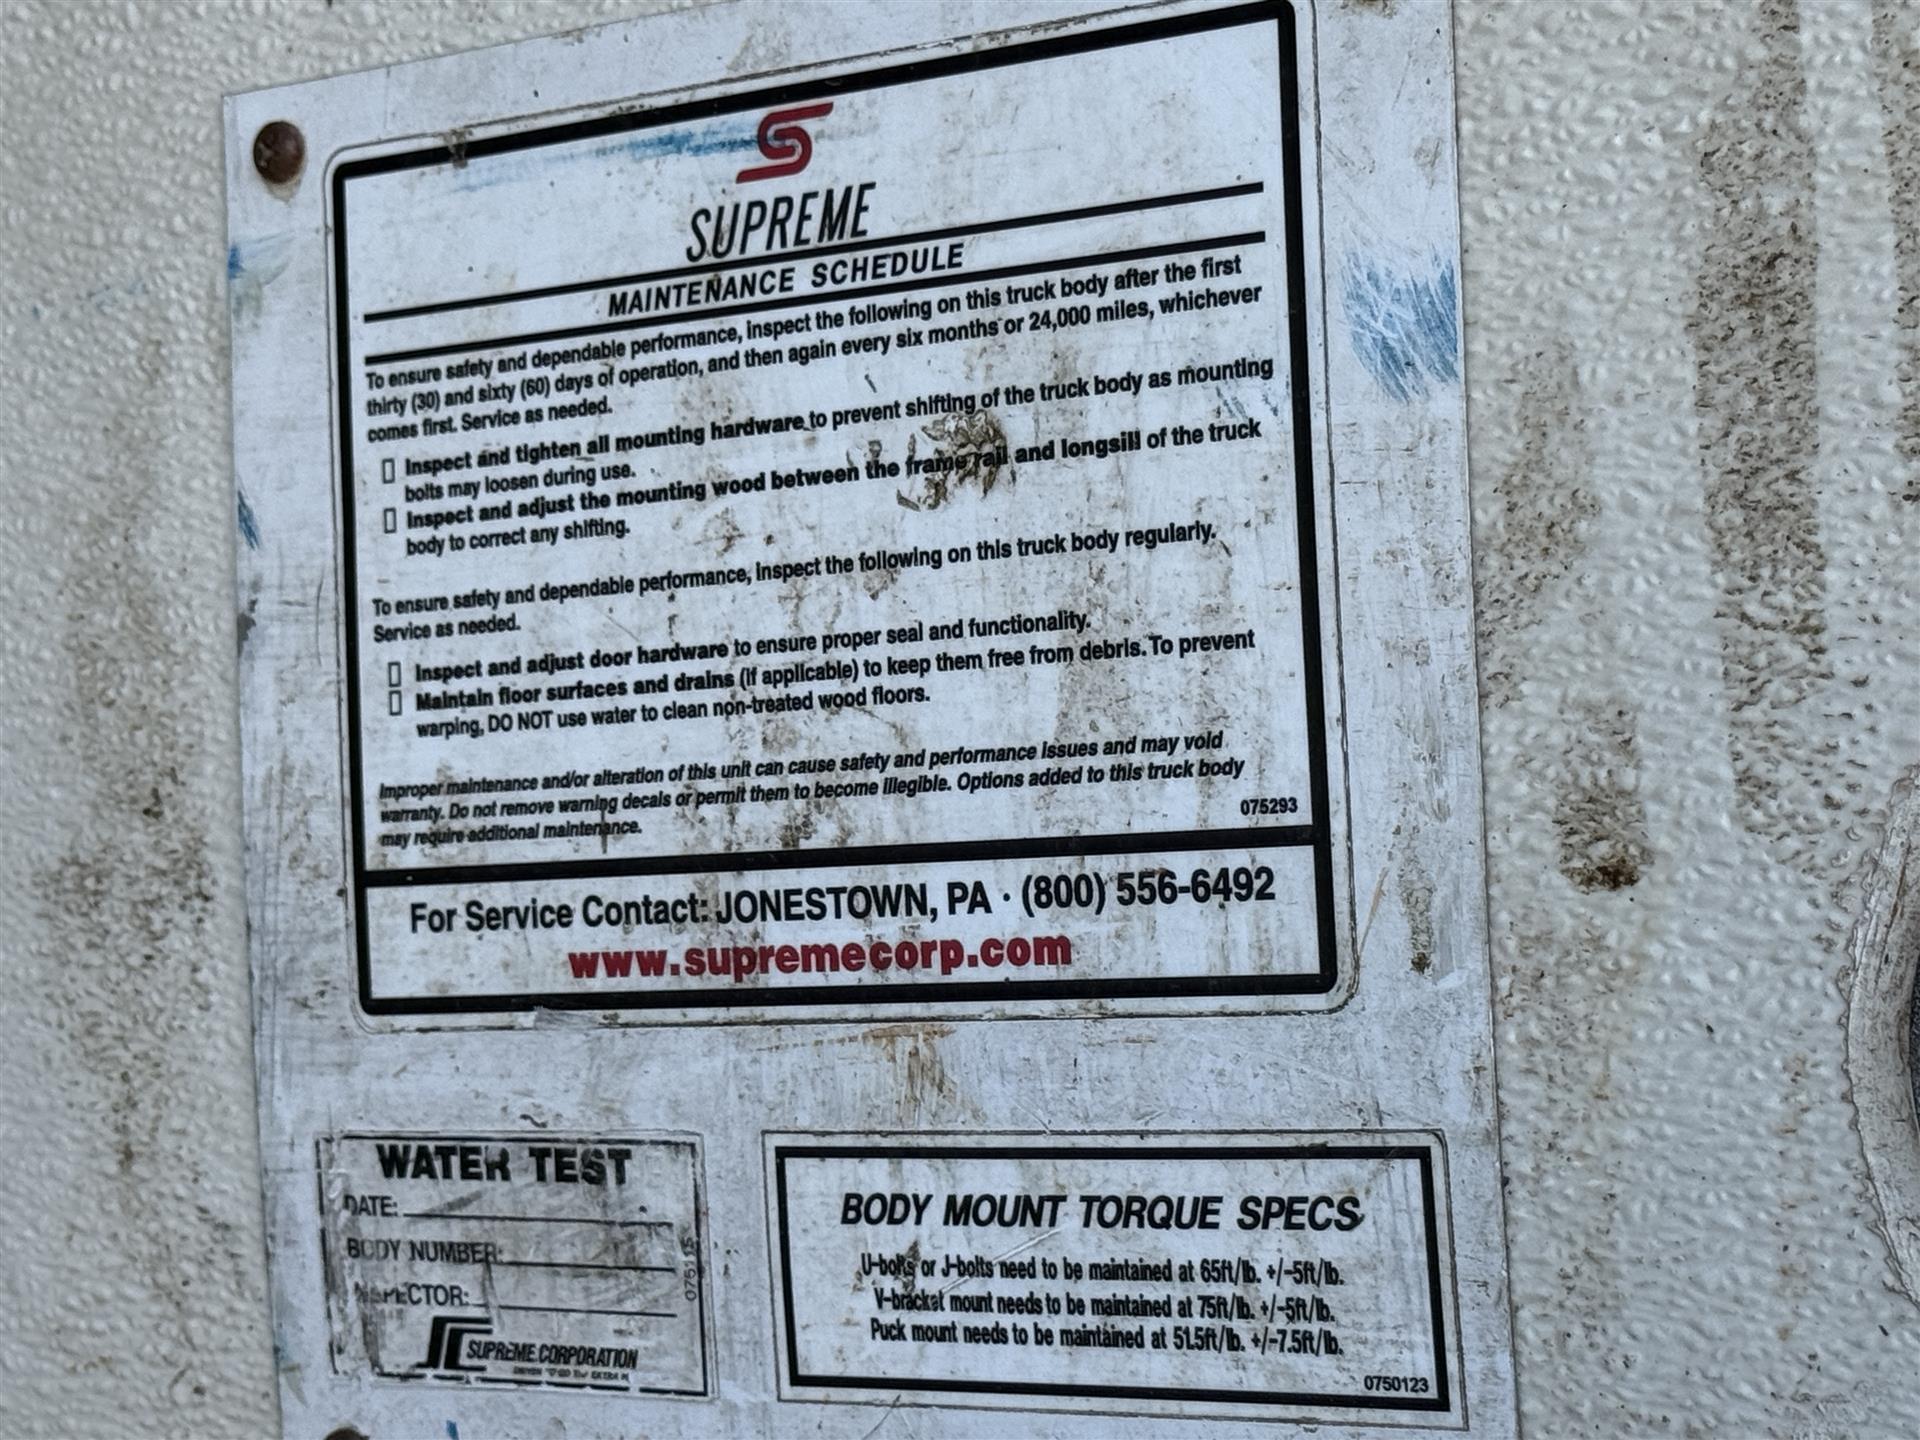 SUPREME
MAINTENANCE SCHEDULE
To ensure safety and dependable performance, inspect the following on this truck body after the first
thirty (30) and sixty (60) days of operation, and then again every six months or 24,000 miles, whichever
comes first. Service as needed.
Inspect and tighten all mounting hardware to prevent shifting of the truck body as mounting
bolts may loosen during use.
Inspect and adjust the mounting wood between the frame rail and longsill of the truck
body to correct any shifting.
To ensure safety and dependable performance, inspect the following on this truck body regularly.
Service as needed.
Inspect and adjust door hardware to ensure proper seal and functionality.
Maintain floor surfaces and drains (if applicable) to keep them free from debris. To prevent
warping, DO NOT use water to clean non-treated wood floors.
Improper maintenance and/or alteration of this unit can cause safety and performance issues and may void
warranty. Do not remove warning decals or permit them to become illegible. Options added to this truck body
may require additional maintenance.
075293
For Service Contact: JONESTOWN, PA · (800) 556-6492
www.supremecorp.com
WATER TEST
DATE:
BODY NUMBER:
INSPECTOR:
075115
SUPREME CORPORATION
BODY MOUNT TORQUE SPECS
U-bolts or J-bolts need to be maintained at 65ft/lb. +/-5ft/lb.
V-bracket mount needs to be maintained at 75ft/lb. +/-5ft/lb.
Puck mount needs to be maintained at 51.5ft/lb. +/-7.5ft/lb.
0750123